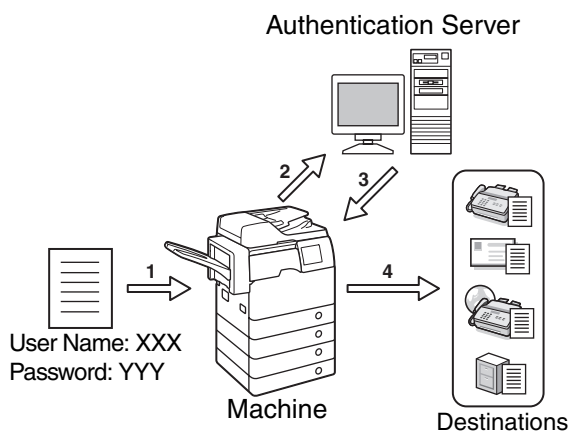 Authentication Server
2
3
1
4
User Name: XXX
Password: YYY
Machine
Destinations